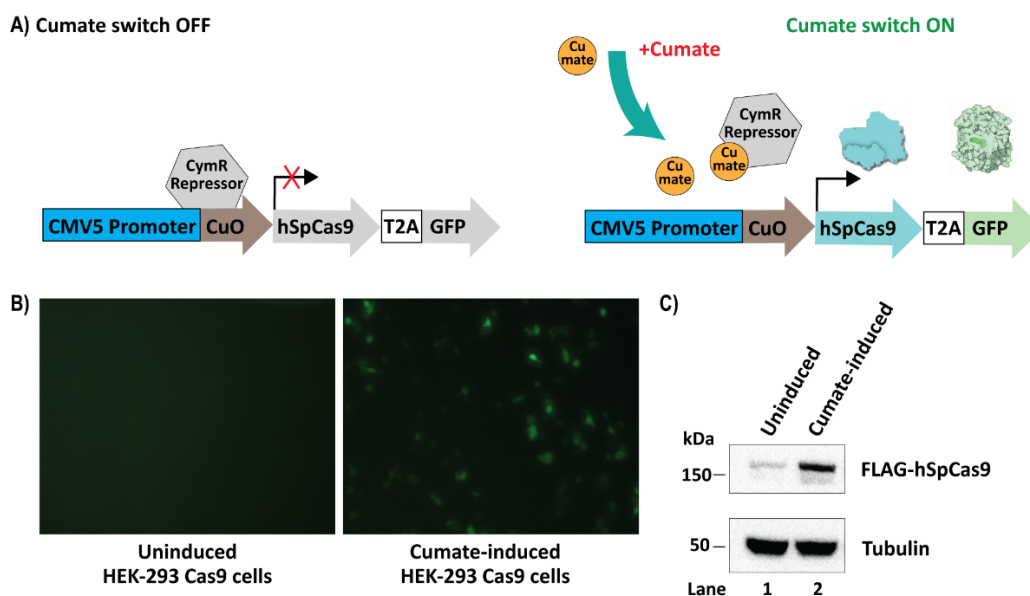 A) Cumate switch OFF
CymR
Repressor
CMV5 Promoter
CuO
hSpCas9
T2A
GFP
Cumate switch ON
Cu
mate
+Cumate
CymR
Repressor
Cu
mate
Cu
mate
CMV5 Promoter
CuO
hSpCas9
T2A
GFP
B)
Uninduced
HEK-293 Cas9 cells
Cumate-induced
HEK-293 Cas9 cells
C)
Uninduced
Cumate-induced
kDa
150
FLAG-hSpCas9
50
Tubulin
Lane 1 2